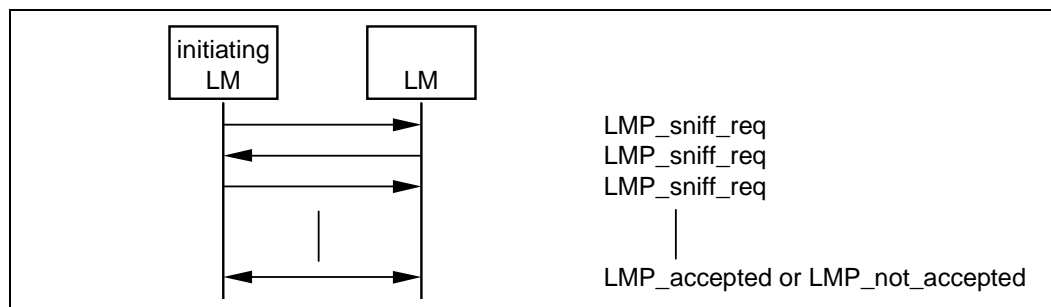 initiating
LM
LM
LMP_sniff_req
LMP_sniff_req
LMP_sniff_req
LMP_accepted or LMP_not_accepted